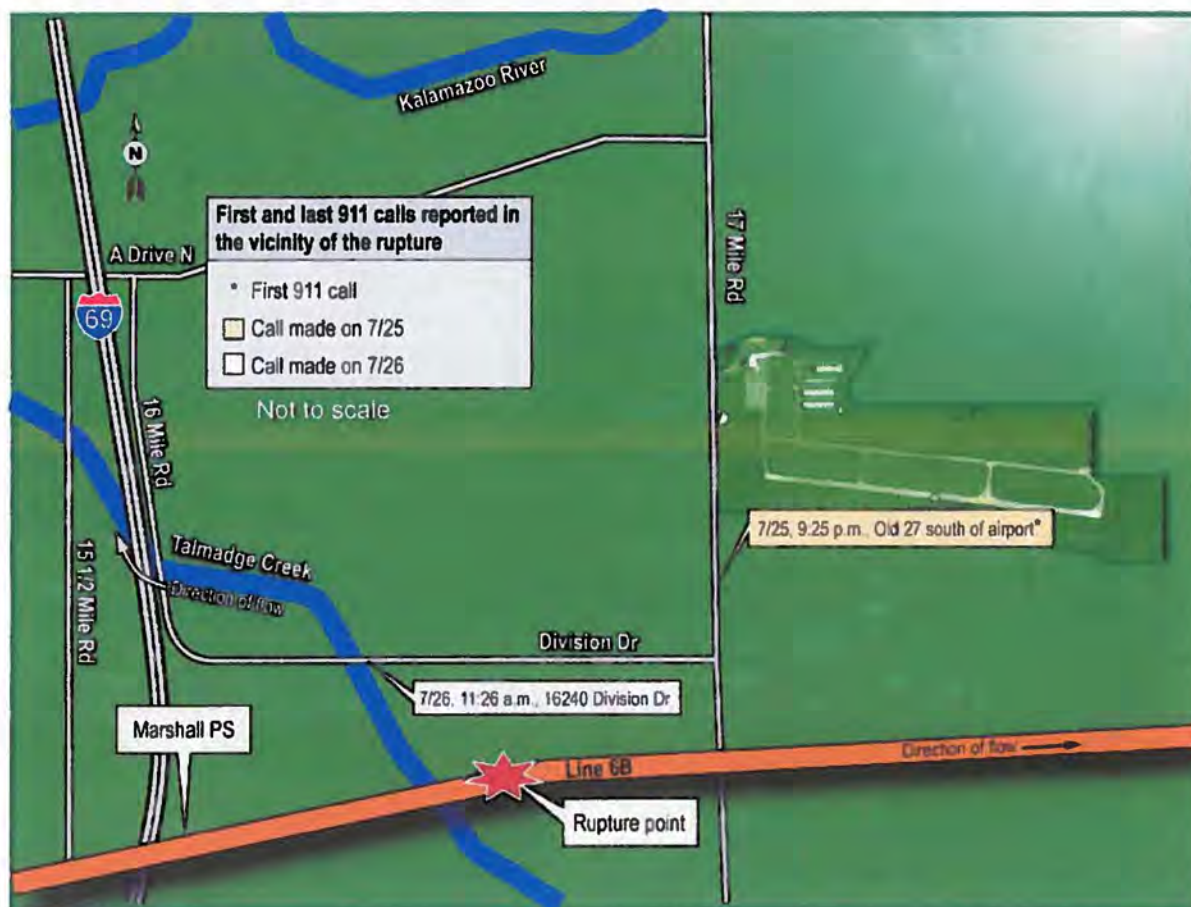 Kalamazoo River
N
First and last 911 calls reported in
the vicinity of the rupture
* First 911 call
Call made on 7/25
Call made on 7/26
Not to scale
A Drive N
69
17 Mile Rd
16 Mile Rd
15 1/2 Mile Rd
Talmadge Creek
Direction of flow
7/25, 9:25 p.m., Old 27 south of airport*
Division Dr
7/26, 11:26 a.m., 16240 Division Dr
Marshall PS
Line 6B
Direction of flow
Rupture point